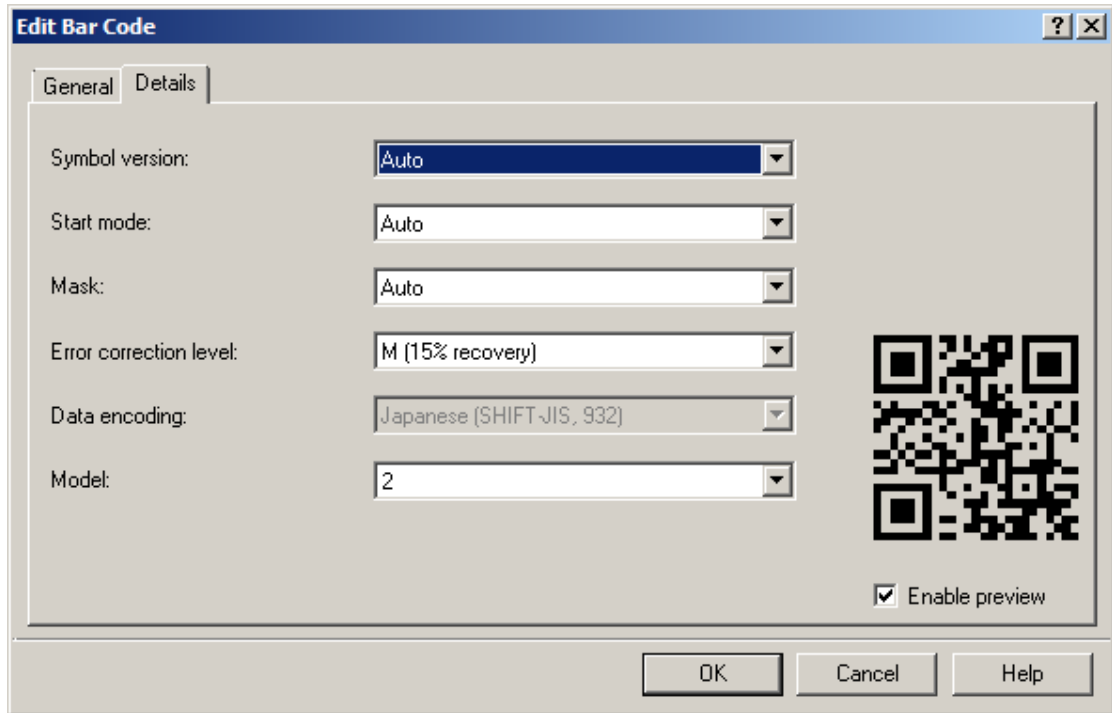 Edit Bar Code
General Details
Symbol version: Auto
Start mode: Auto
Mask: Auto
Error correction level: M (15% recovery)
Data encoding: Japanese (SHIFT-JIS, 932)
Model: 2
Enable preview
OK Cancel Help